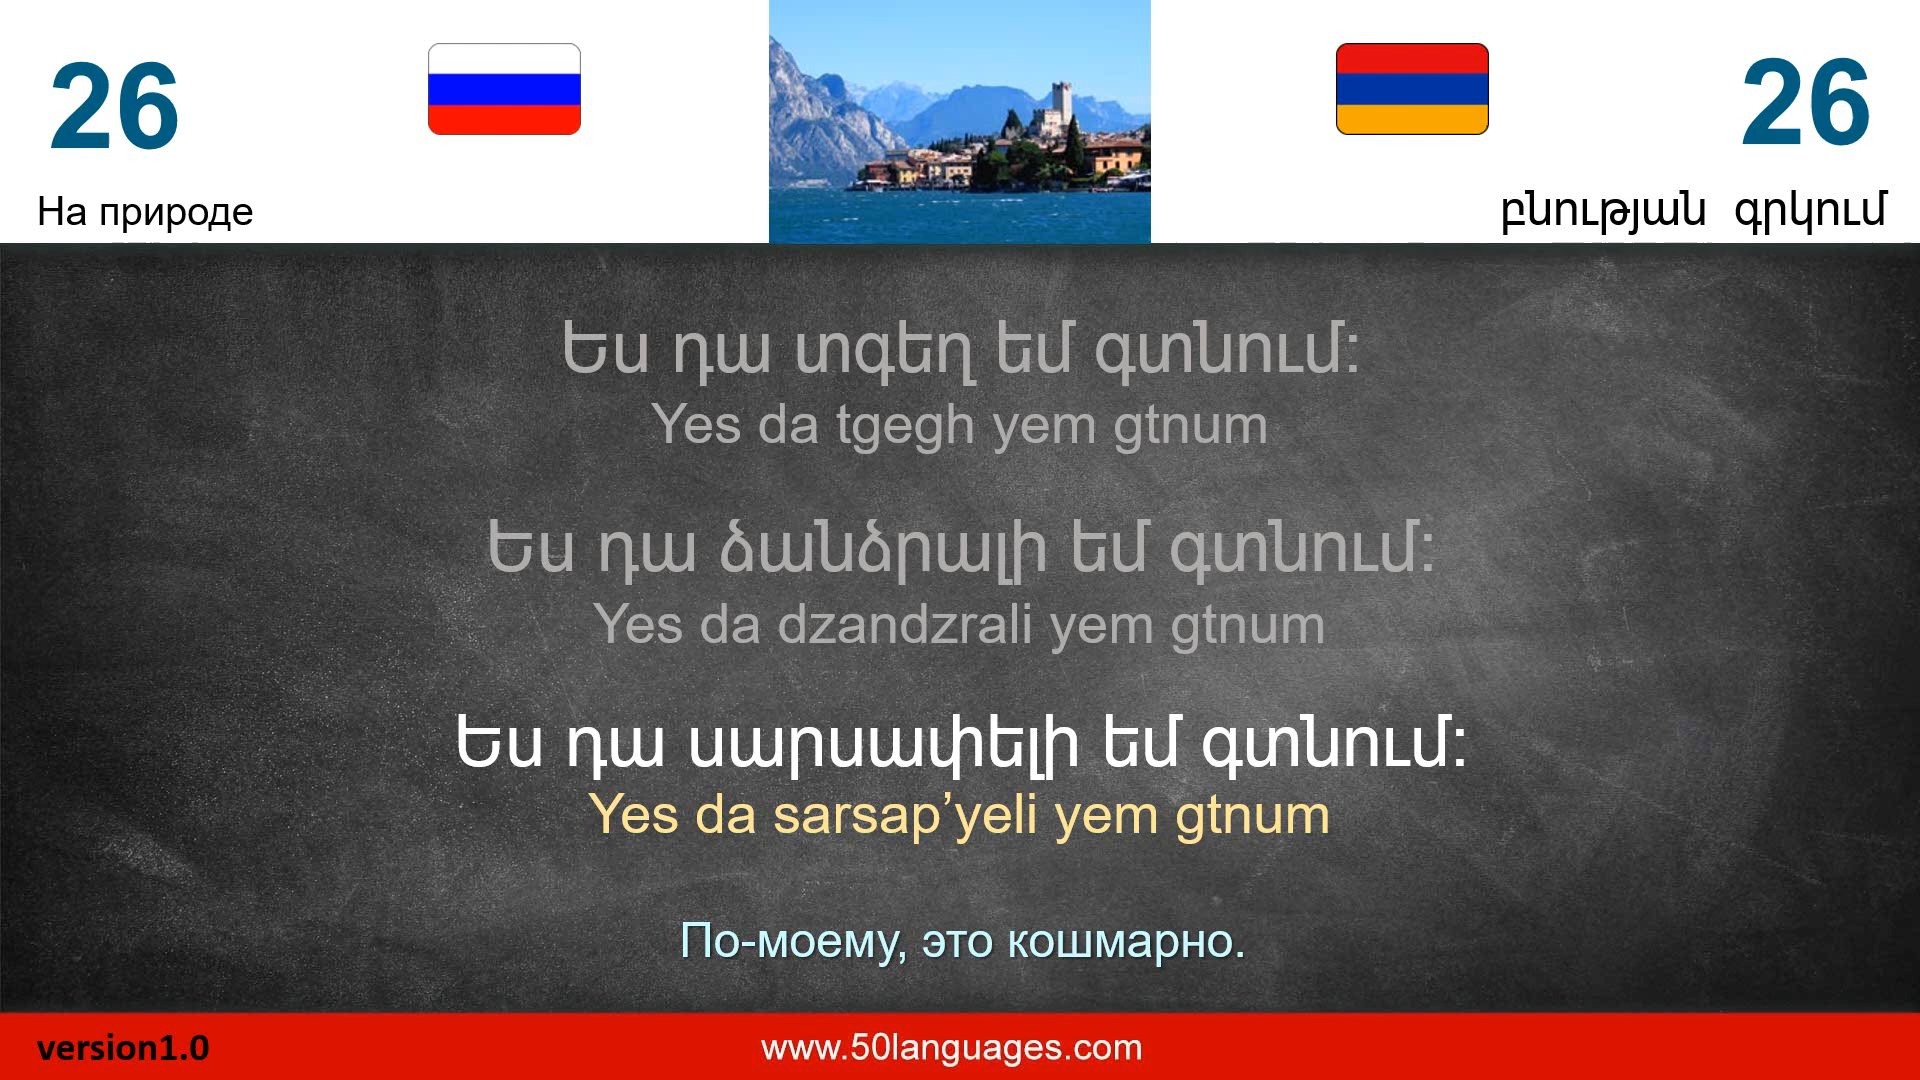 26
26
На природе
բնության գրկում
Ես դա տգեղ եմ գտնում:
Yes da tgegh yem gtnum
Ես դա ձանձրալի եմ գտնում:
Yes da dzandzrali yem gtnum
Ես դա սարսափելի եմ գտնում:
Yes da sarsap’yeli yem gtnum
По-моему, это кошмарно.
version1.0
www.50languages.com